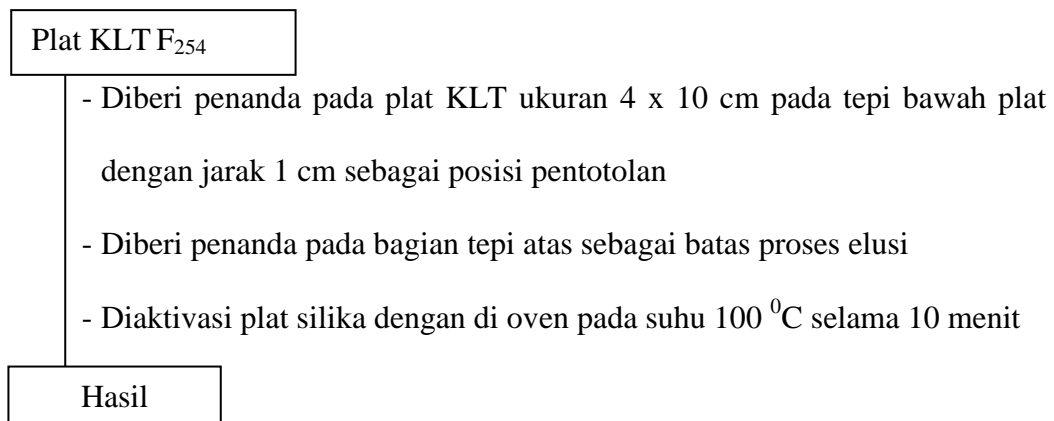 Plat KLT F₂₅₄
- Diberi penanda pada plat KLT ukuran 4 x 10 cm pada tepi bawah plat
dengan jarak 1 cm sebagai posisi pentotolan
- Diberi penanda pada bagian tepi atas sebagai batas proses elusi
- Diaktivasi plat silika dengan di oven pada suhu 100 ⁰C selama 10 menit
Hasil